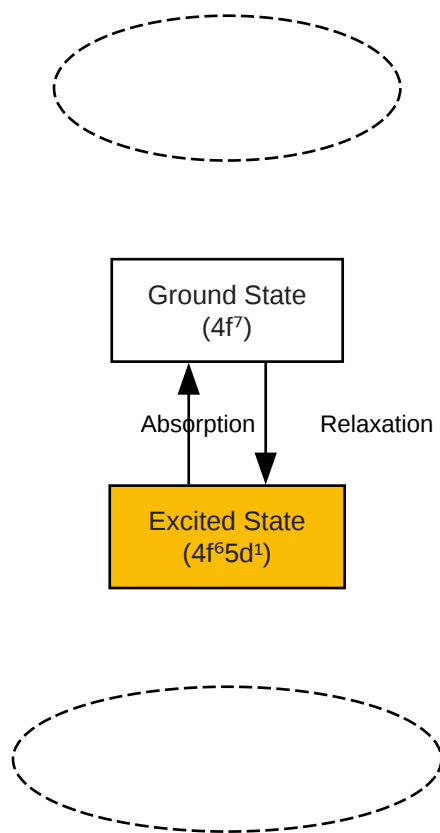 Ground State
(4f⁷)
Absorption
Relaxation
Excited State
(4f⁶5d¹)